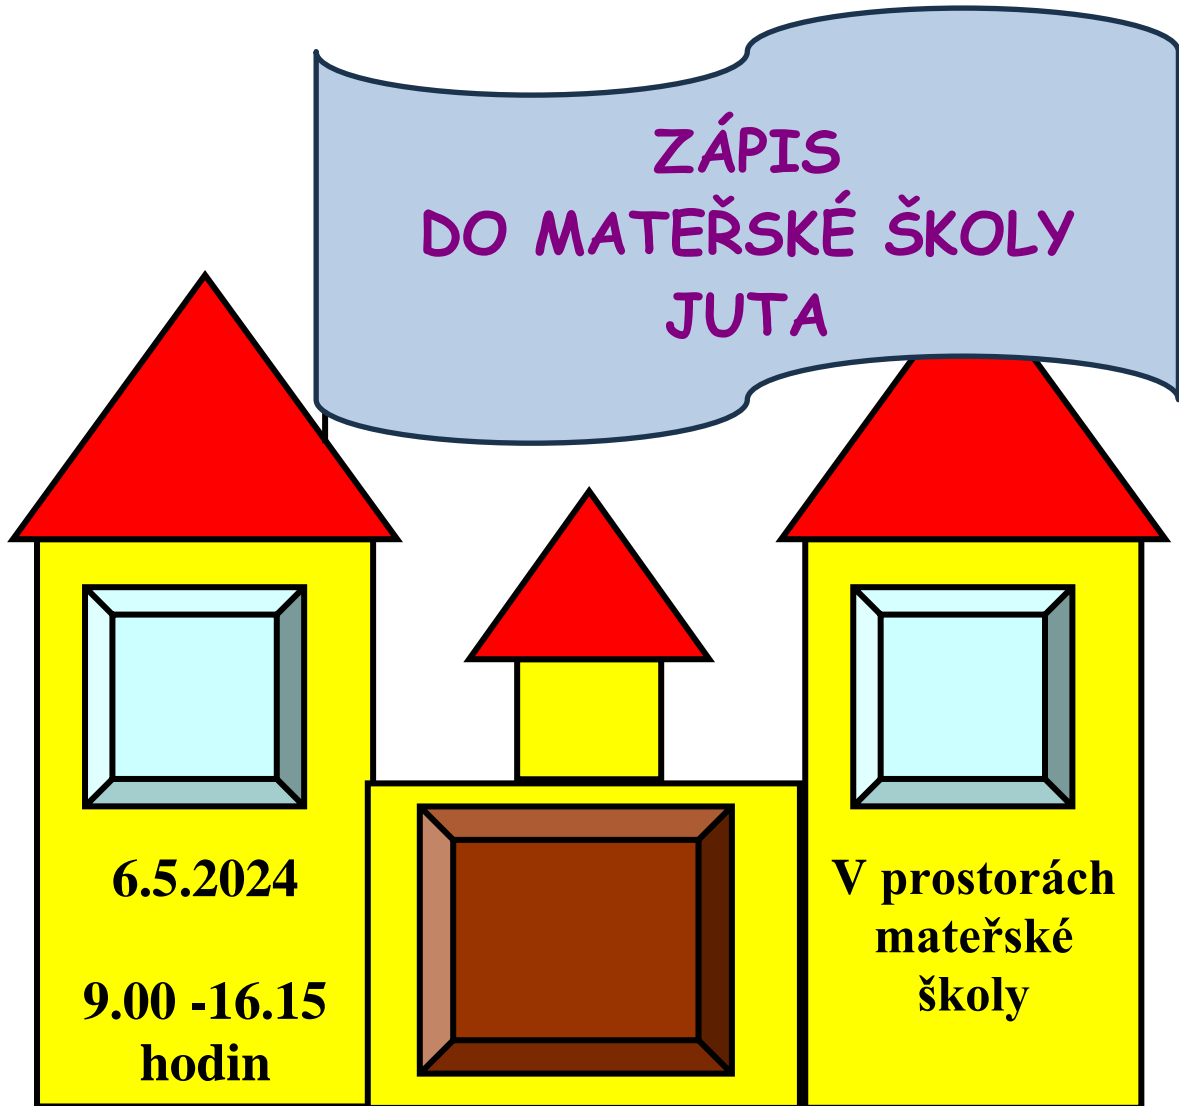 ZÁPIS
DO MATEŘSKÉ ŠKOLY
JUTA
6.5.2024
9.00 -16.15
hodin
V prostorách
mateřské
školy